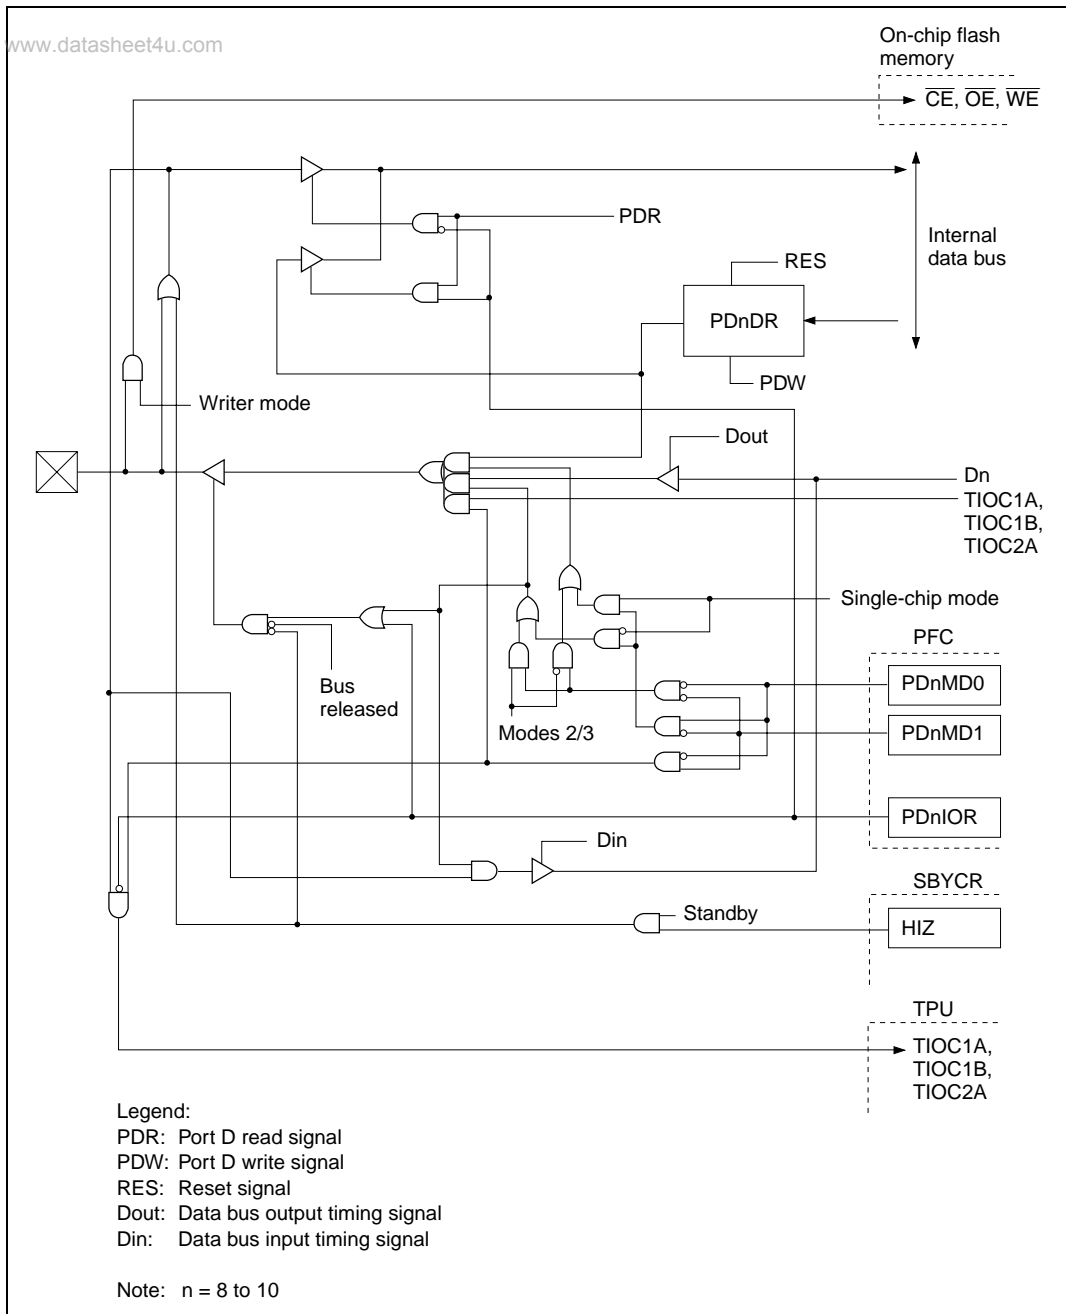 www.datasheet4u.com
On-chip flash
memory
CE, OE, WE
PDR
Internal
data bus
RES
PDnDR
PDW
Writer mode
Dout
Dn
TIOC1A,
TIOC1B,
TIOC2A
Single-chip mode
PFC
PDnMD0
Bus
released
Modes 2/3
PDnMD1
PDnIOR
Din
SBYCR
Standby
HIZ
TPU
TIOC1A,
TIOC1B,
TIOC2A
Legend:
PDR: Port D read signal
PDW: Port D write signal
RES: Reset signal
Dout: Data bus output timing signal
Din: Data bus input timing signal
Note: n = 8 to 10